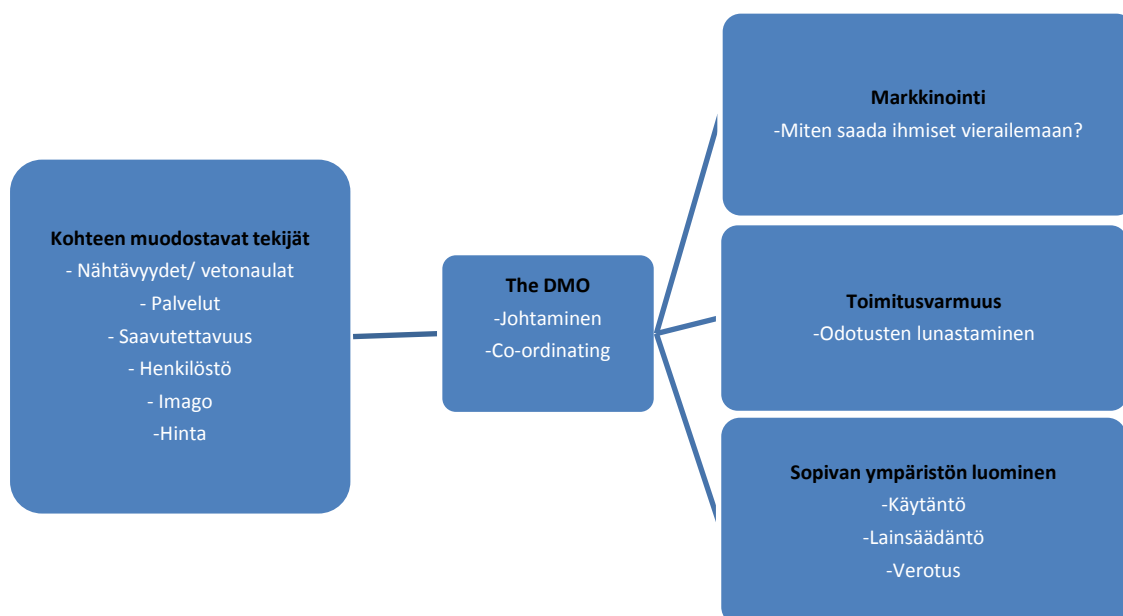 Kohteen muodostavat tekijät
- Nähtävyydet/ vetonaulat
- Palvelut
- Saavutettavuus
- Henkilöstö
- Imago
-Hinta
The DMO
-Johtaminen
-Co-ordinating
Markkinointi
-Miten saada ihmiset vierailemaan?
Toimitusvarmuus
-Odotusten lunastaminen
Sopivan ympäristön luominen
-Käytäntö
-Lainsäädäntö
-Verotus